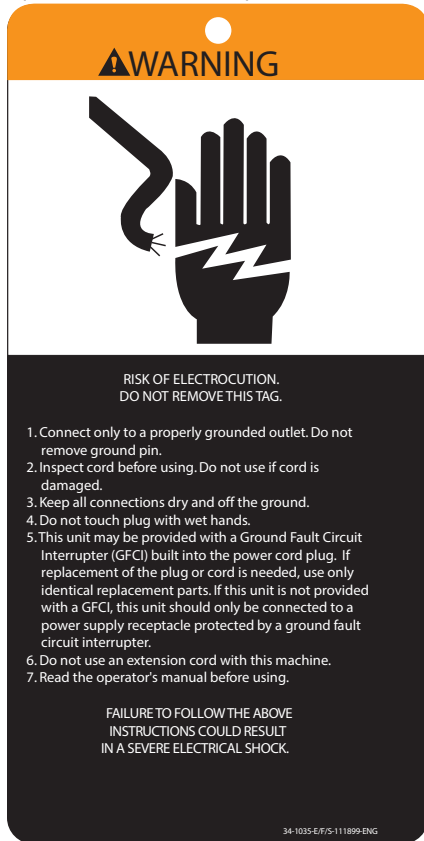 WARNING
RISK OF ELECTROCUTION.
DO NOT REMOVE THIS TAG.
1. Connect only to a properly grounded outlet. Do not
remove ground pin.
2. Inspect cord before using. Do not use if cord is
damaged.
3. Keep all connections dry and off the ground.
4. Do not touch plug with wet hands.
5. This unit may be provided with a Ground Fault Circuit
Interrupter (GFCI) built into the power cord plug.  If
replacement of the plug or cord is needed, use only
identical replacement parts. If this unit is not provided
with a GFCI, this unit should only be connected to a
power supply receptacle protected by a ground fault
circuit interrupter.
6. Do not use an extension cord with this machine.
7. Read the operator's manual before using.
FAILURE TO FOLLOW THE ABOVE
INSTRUCTIONS COULD RESULT
IN A SEVERE ELECTRICAL SHOCK.
34-1035-E/F/S-111899-ENG